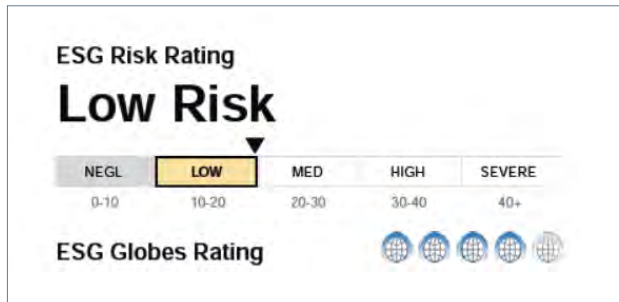 ESG Risk Rating
Low Risk
NEGL LOW MED HIGH SEVERE
0-10 10-20 20-30 30-40 40+
ESG Globes Rating